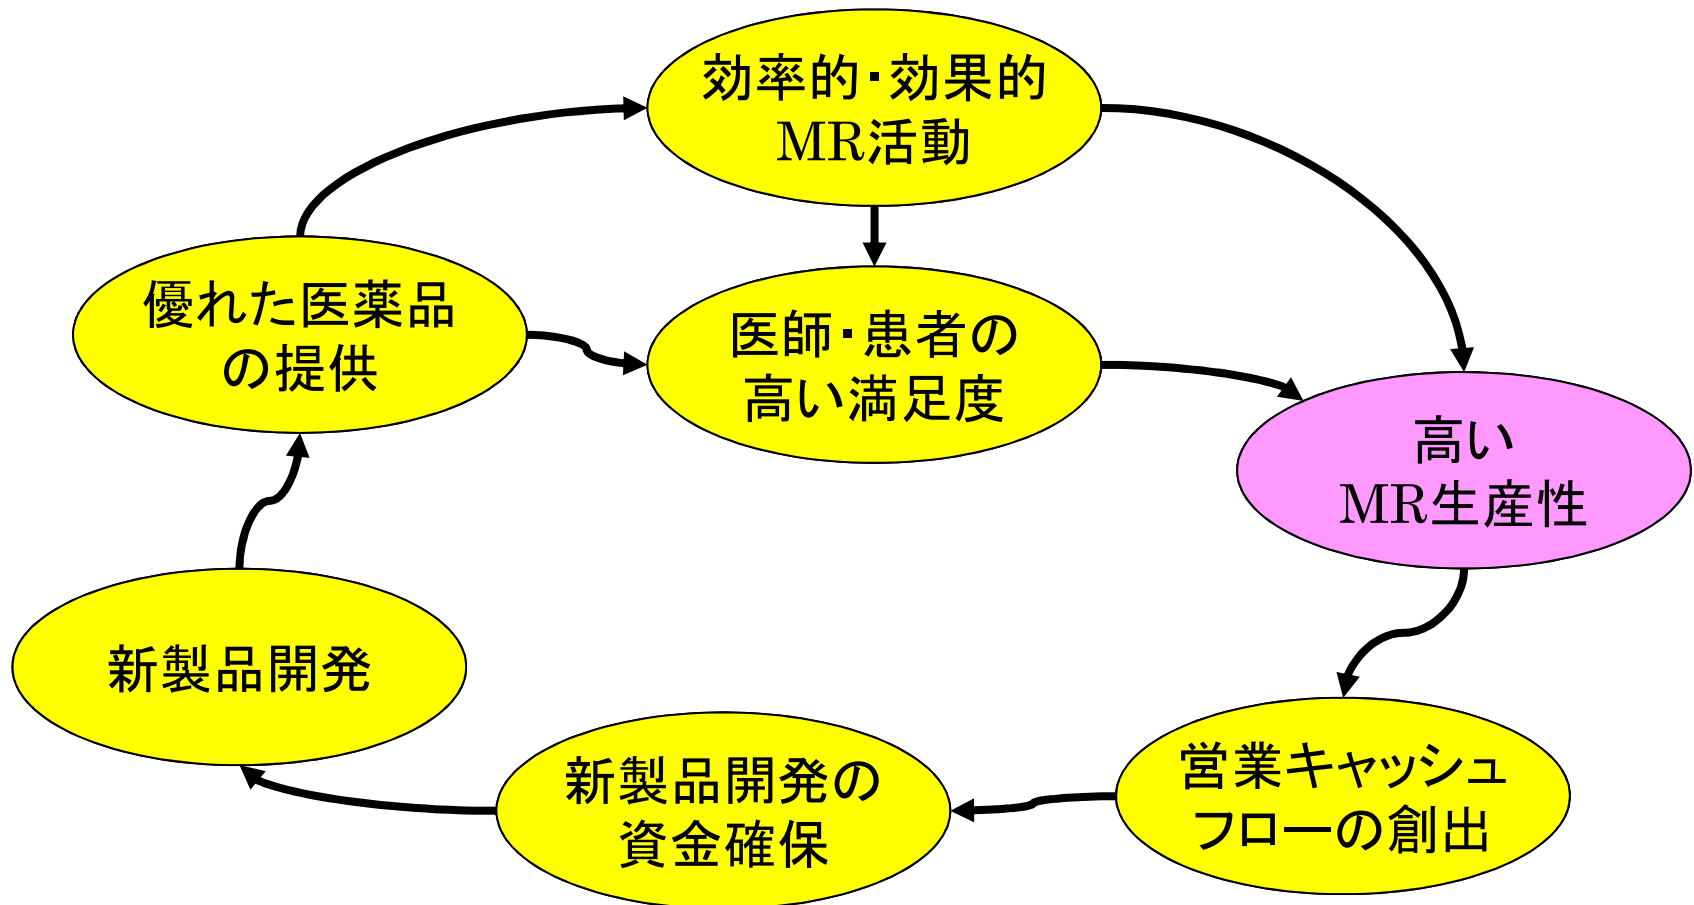 効率的・効果的
MR活動
優れた医薬品
の提供
医師・患者の
高い満足度
高い
MR生産性
新製品開発
新製品開発の
資金確保
営業キャッシュ
フローの創出